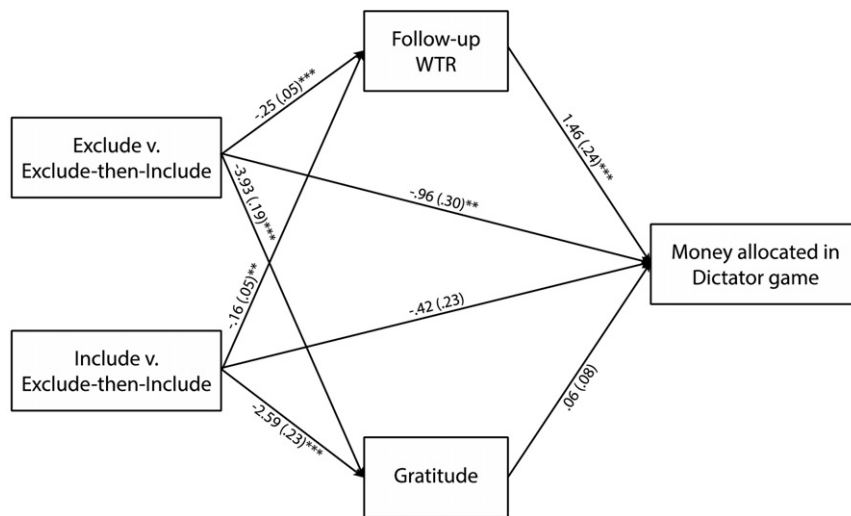 Follow-up
WTR
-.25 (.05)***
1.46 (.24)***
Exclude v.
Exclude-then-Include
-3.93 (.19)***
-.96 (.30)**
Money allocated in
Dictator game
-.16 (.05)**
-.42 (.23)
Include v.
Exclude-then-Include
-2.59 (.23)***
.06 (.08)
Gratitude